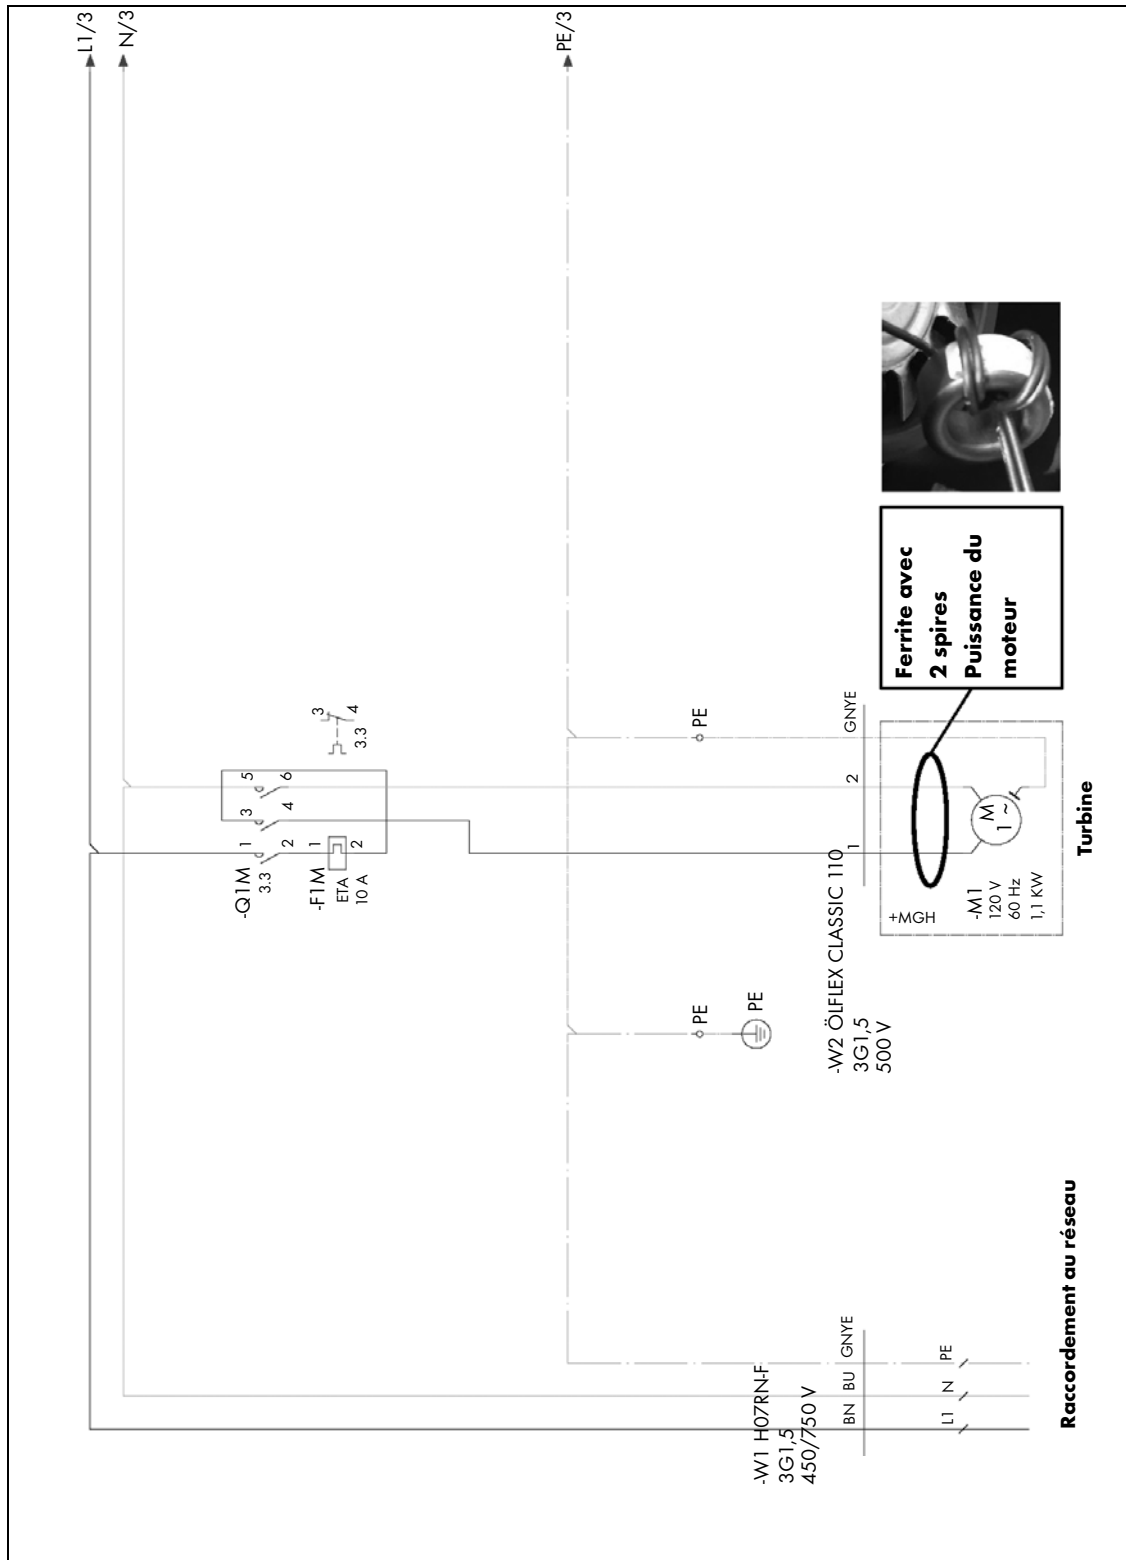 L1/3
N/3
PE/3
-Q1M
3.3
1
2
3
4
5
6
-F1M
ETA
10 A
1
2
3
4
3.3
PE
PE
PE
-W2 ÖLFLEX CLASSIC 110
3G1,5
500 V
1
2
GNYE
+MGH
-M1
120 V
60 Hz
1,1 KW
M
1 ~
Ferrite avec
2 spires
Puissance du
moteur
Turbine
-W1 H07RN-F
3G1,5
450/750 V
BN
BU
GNYE
L1
N
PE
Raccordement au réseau